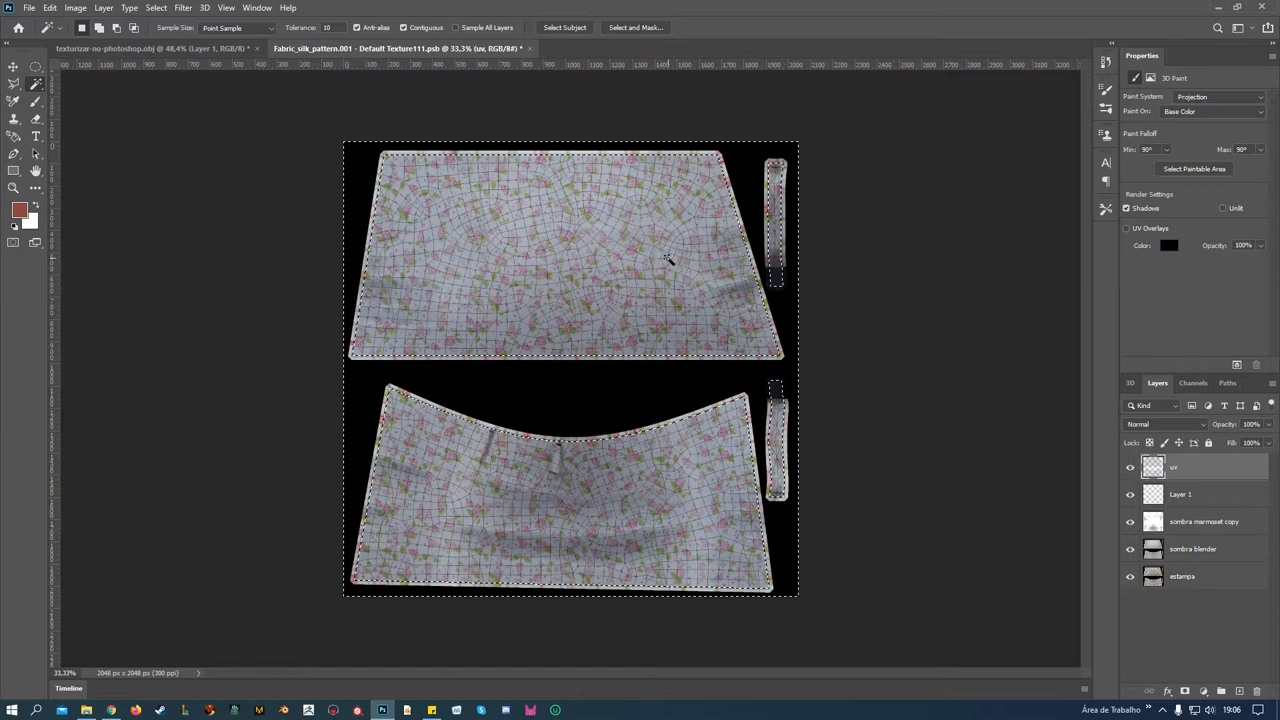 File Edit Image Layer Type Select Filter 3D View Plugins Window Help
Sample Size: Point Sample Tolerance: 10 Anti-alias Contiguous Sample All Layers Select Subject Select and Mask...
texturizar-no-photoshop.obj @ 48,4% (Layer 1, RGB/8) * × Fabric_silk_pattern.001 - Default Texture111.psb @ 33,3% (uv, RGB/8#) * ×
Properties
3D Paint
Paint System: Projection
Paint On: Base Color
Paint Falloff
Min: 90° Max: 90°
Select Paintable Area
Render Settings
Shadows Unlit
UV Overlays
Color: Opacity: 100%
3D Layers Channels Paths
Kind
Normal Opacity: 100%
Lock: Fill: 100%
uv
Layer 1
sombra marmoset copy
sombra blender
estampa
33,33% 2048 px x 2048 px (300 ppi)
Timeline
Área de Trabalho 19:06